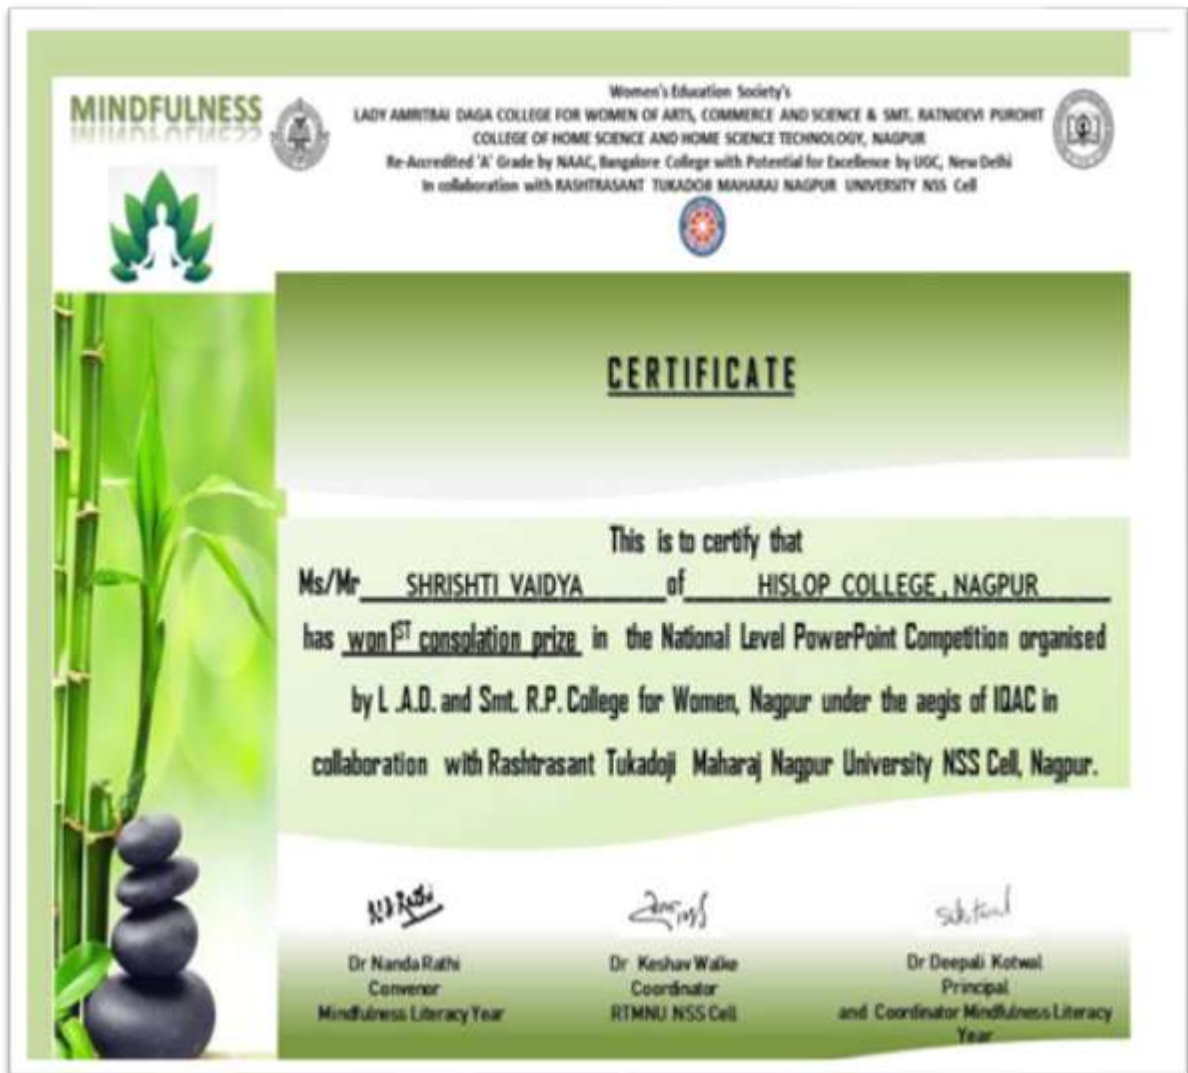 MINDFULNESS
Women's Education Society's
LADY AMRITBAI DAGA COLLEGE FOR WOMEN OF ARTS, COMMERCE AND SCIENCE & SMT. RATNIDEVI PUROHIT
COLLEGE OF HOME SCIENCE AND HOME SCIENCE TECHNOLOGY, NAGPUR
Re-Accredited 'A' Grade by NAAC, Bangalore College with Potential for Excellence by UGC, New Delhi
In collaboration with RASHTRASANT TUKADOJI MAHARAJ NAGPUR UNIVERSITY NSS Cell
CERTIFICATE
This is to certify that
Ms/Mr SHRISHTI VAIDYA of HISLOP COLLEGE, NAGPUR
has won 1ST consolation prize in the National Level PowerPoint Competition organised
by L .A.D. and Smt. R.P. College for Women, Nagpur under the aegis of IQAC in
collaboration with Rashtrasant Tukadoji Maharaj Nagpur University NSS Cell, Nagpur.
Dr Nanda Rathi
Convenor
Mindfulness Literacy Year
Dr Keshav Walke
Coordinator
RTMNU NSS Cell
Dr Deepali Kotwal
Principal
and Coordinator Mindfulness Literacy
Year